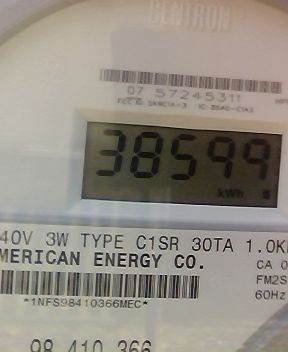 CENTRON®
07 57245311
38599
kWh
40V 3W TYPE C1SR 30TA 1.0K
MERICAN ENERGY CO.
CA 0
FM2S
60Hz
*1NFS98410366MEC*
98 410 366